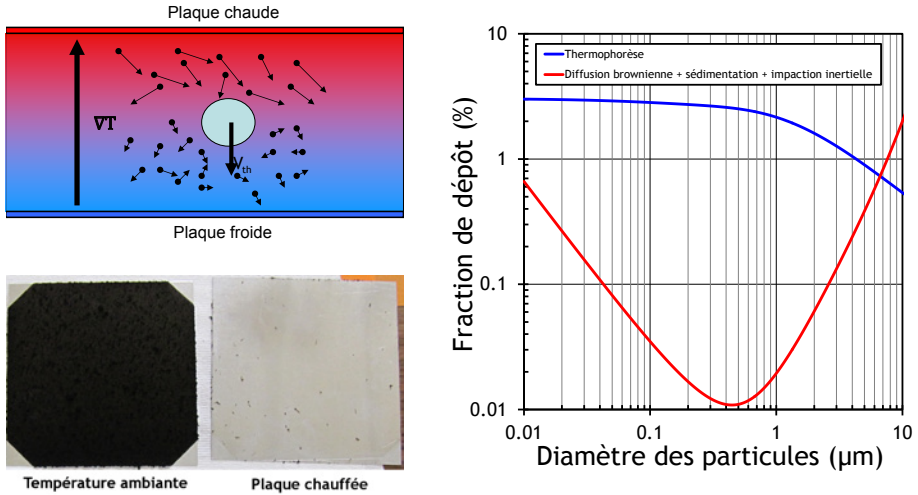 Plaque chaude
∇T
Vth
Plaque froide
Température ambiante
Plaque chauffée
Thermophorèse
Diffusion brownienne + sédimentation + impaction inertielle
Fraction de dépôt (%)
10
1
0.1
0.01
0.01
0.1
1
10
Diamètre des particules (µm)